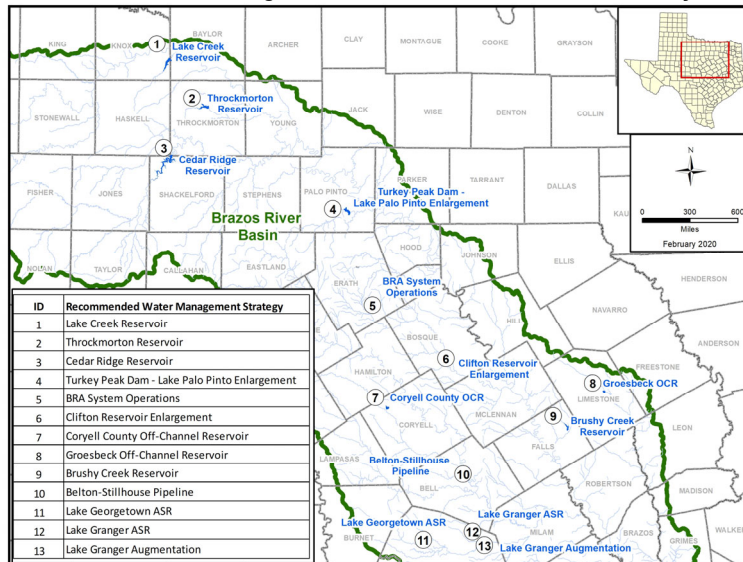 KING
KNOX
BAYLOR
ARCHER
CLAY
MONTAGUE
COOKE
GRAYSON
1
Lake Creek
Reservoir
2
Throckmorton
Reservoir
STONEWALL
HASKELL
THROCKMORTON
YOUNG
JACK
WISE
DENTON
COLLIN
3
Cedar Ridge
Reservoir
FISHER
JONES
SHACKELFORD
STEPHENS
PALO PINTO
PARKER
TARRANT
DALLAS
KAU
4
Turkey Peak Dam -
Lake Palo Pinto Enlargement
Brazos River
Basin
NOLAN
TAYLOR
CALLAHAN
EASTLAND
ERATH
HOOD
JOHNSON
ELLIS
HENDERSON
BRA System
Operations
5
BOSQUE
HILL
NAVARRO
ANDERSON
6
Clifton Reservoir
Enlargement
HAMILTON
FREESTONE
8
Groesbeck OCR
LIMESTONE
7
Coryell County OCR
CORYELL
MCLENNAN
9
Brushy Creek
Reservoir
FALLS
LEON
LAMPASAS
Belton-Stillhouse
Pipeline
10
BELL
ROBERTSON
MADISON
Lake Georgetown ASR
Lake Granger ASR
BURNET
11
12
13
MILAM
Lake Granger Augmentation
BRAZOS
GRIMES
WALKE
N
0 300 600
Miles
February 2020
ID Recommended Water Management Strategy
1 Lake Creek Reservoir
2 Throckmorton Reservoir
3 Cedar Ridge Reservoir
4 Turkey Peak Dam - Lake Palo Pinto Enlargement
5 BRA System Operations
6 Clifton Reservoir Enlargement
7 Coryell County Off-Channel Reservoir
8 Groesbeck Off-Channel Reservoir
9 Brushy Creek Reservoir
10 Belton-Stillhouse Pipeline
11 Lake Georgetown ASR
12 Lake Granger ASR
13 Lake Granger Augmentation